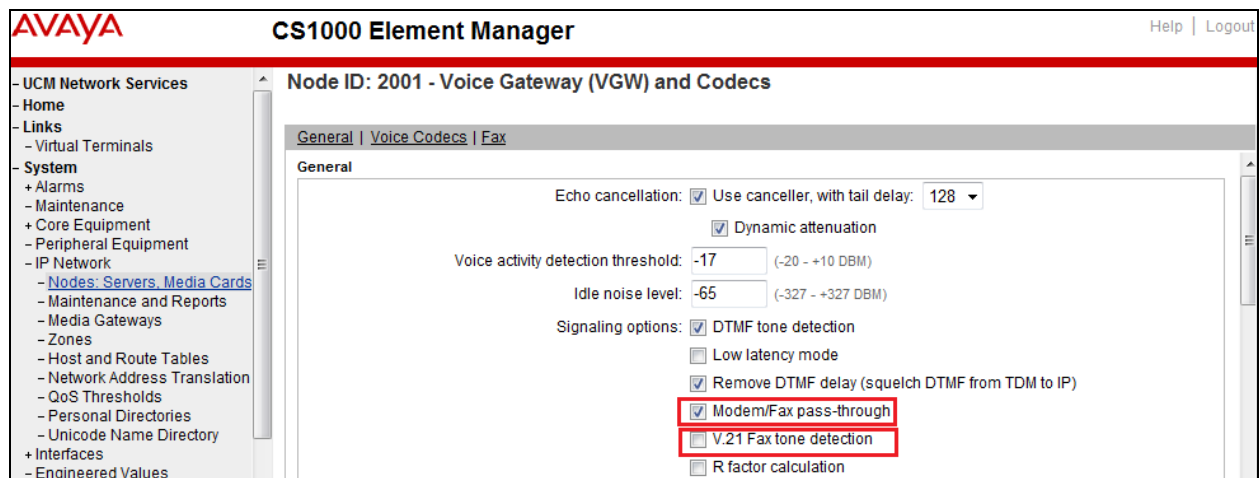 AVAYA
CS1000 Element Manager
Help | Logout
- UCM Network Services
- Home
- Links
- Virtual Terminals
- System
+ Alarms
- Maintenance
+ Core Equipment
- Peripheral Equipment
- IP Network
- Nodes: Servers, Media Cards
- Maintenance and Reports
- Media Gateways
- Zones
- Host and Route Tables
- Network Address Translation
- QoS Thresholds
- Personal Directories
- Unicode Name Directory
+ Interfaces
- Engineered Values
Node ID: 2001 - Voice Gateway (VGW) and Codecs
General | Voice Codecs | Fax
General
Echo cancellation: Use canceller, with tail delay: 128
Dynamic attenuation
Voice activity detection threshold: -17 (-20 - +10 DBM)
Idle noise level: -65 (-327 - +327 DBM)
Signaling options: DTMF tone detection
Low latency mode
Remove DTMF delay (squelch DTMF from TDM to IP)
Modem/Fax pass-through
V.21 Fax tone detection
R factor calculation